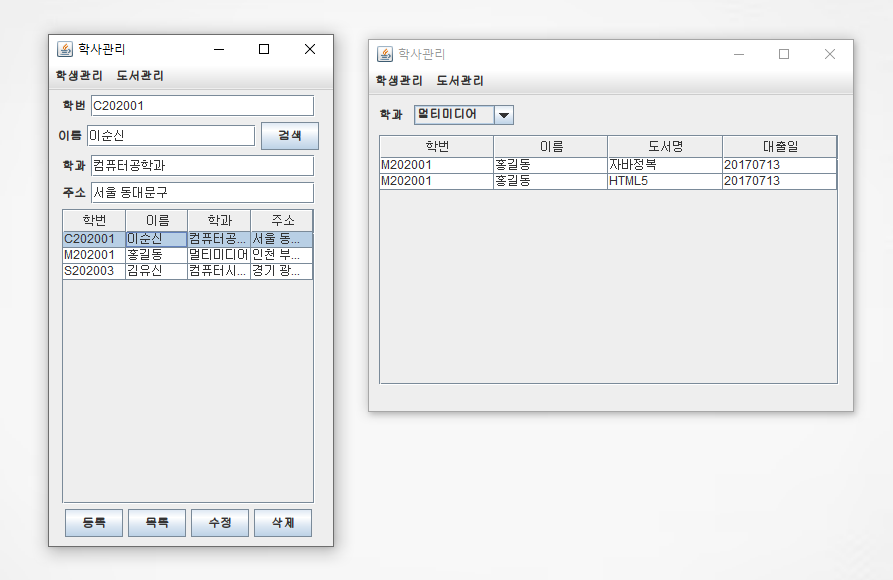 학사관리
학생관리 도서관리
학번 C202001
이름 이순신 검색
학과 컴퓨터공학과
주소 서울 동대문구
학번 이름 학과 주소
C202001 이순신 컴퓨터공... 서울 동...
M202001 홍길동 멀티미디어 인천 부...
S202003 김유신 컴퓨터시... 경기 광...
등록 목록 수정 삭제
학사관리
학생관리 도서관리
학과 멀티미디어
학번 이름 도서명 대출일
M202001 홍길동 자바정복 20170713
M202001 홍길동 HTML5 20170713